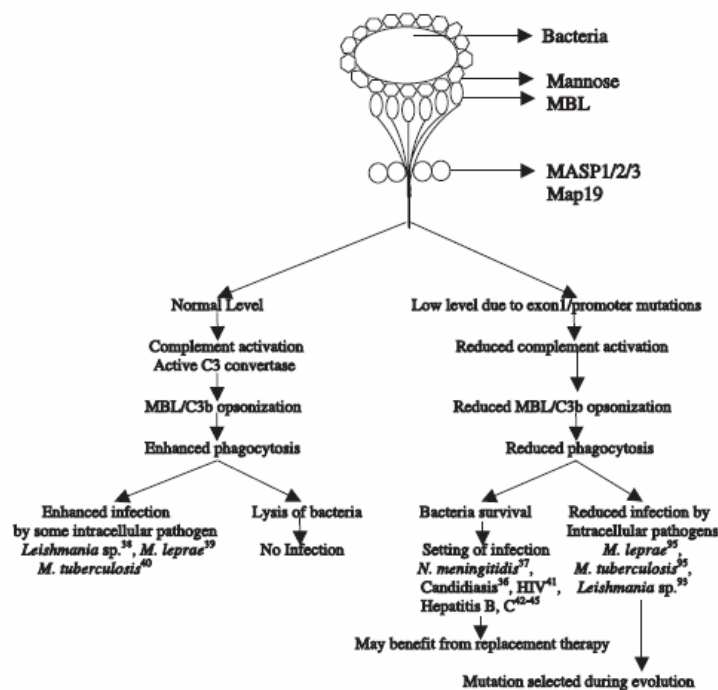 Bacteria
Mannose
MBL
MASP1/2/3
Map19
Normal Level
Complement activation
Active C3 convertase
MBL/C3b opsonization
Enhanced phagocytosis
Enhanced infection
by some intracellular pathogen
Leishmania sp.³⁸, M. leprae³⁹
M. tuberculosis⁴⁰
Lysis of bacteria
No Infection
Low level due to exon1/promoter mutations
Reduced complement activation
Reduced MBL/C3b opsonization
Reduced phagocytosis
Bacteria survival
Setting of infection
N. meningitidis³⁷,
Candidiasis³⁶, HIV⁴¹,
Hepatitis B, C⁴²⁻⁴⁵
May benefit from replacement therapy
Reduced infection by
Intracellular pathogens
M. leprae⁹⁵,
M. tuberculosis⁹⁵,
Leishmania sp.⁹³
Mutation selected during evolution